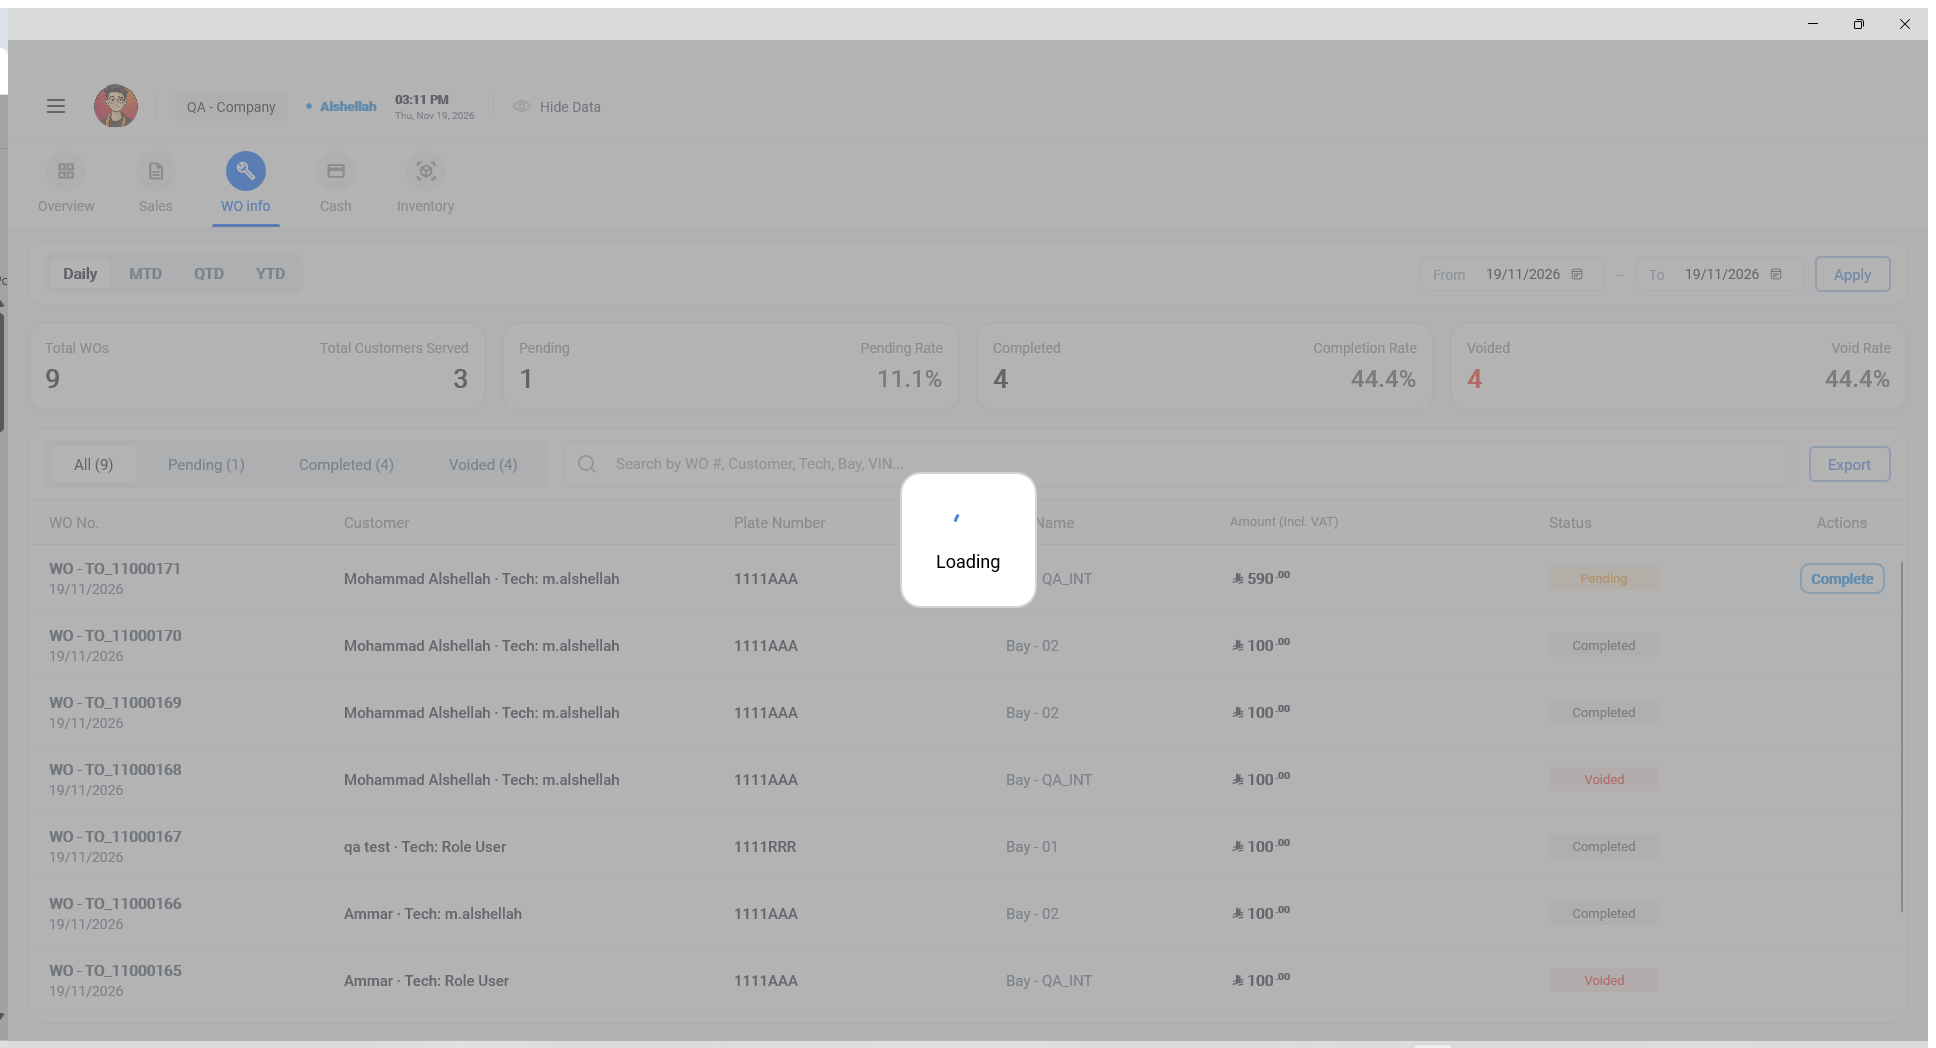 QA - Company
• Alshellah
03:11 PM
Thu, Nov 19, 2026
Hide Data
Overview
Sales
WO info
Cash
Inventory
Daily
MTD
QTD
YTD
From 19/11/2026
–
To 19/11/2026
Apply
Total WOs
Total Customers Served
9
3
Pending
Pending Rate
1
11.1%
Completed
Completion Rate
4
44.4%
Voided
Void Rate
4
44.4%
All (9)
Pending (1)
Completed (4)
Voided (4)
Search by WO #, Customer, Tech, Bay, VIN...
Export
WO No.
Customer
Plate Number
Name
Amount (Incl. VAT)
Status
Actions
WO - TO_11000171
19/11/2026
Mohammad Alshellah · Tech: m.alshellah
1111AAA
- QA_INT
590.00
Pending
Complete
Loading
WO - TO_11000170
19/11/2026
Mohammad Alshellah · Tech: m.alshellah
1111AAA
Bay - 02
100.00
Completed
WO - TO_11000169
19/11/2026
Mohammad Alshellah · Tech: m.alshellah
1111AAA
Bay - 02
100.00
Completed
WO - TO_11000168
19/11/2026
Mohammad Alshellah · Tech: m.alshellah
1111AAA
Bay - QA_INT
100.00
Voided
WO - TO_11000167
19/11/2026
qa test · Tech: Role User
1111RRR
Bay - 01
100.00
Completed
WO - TO_11000166
19/11/2026
Ammar · Tech: m.alshellah
1111AAA
Bay - 02
100.00
Completed
WO - TO_11000165
19/11/2026
Ammar · Tech: Role User
1111AAA
Bay - QA_INT
100.00
Voided